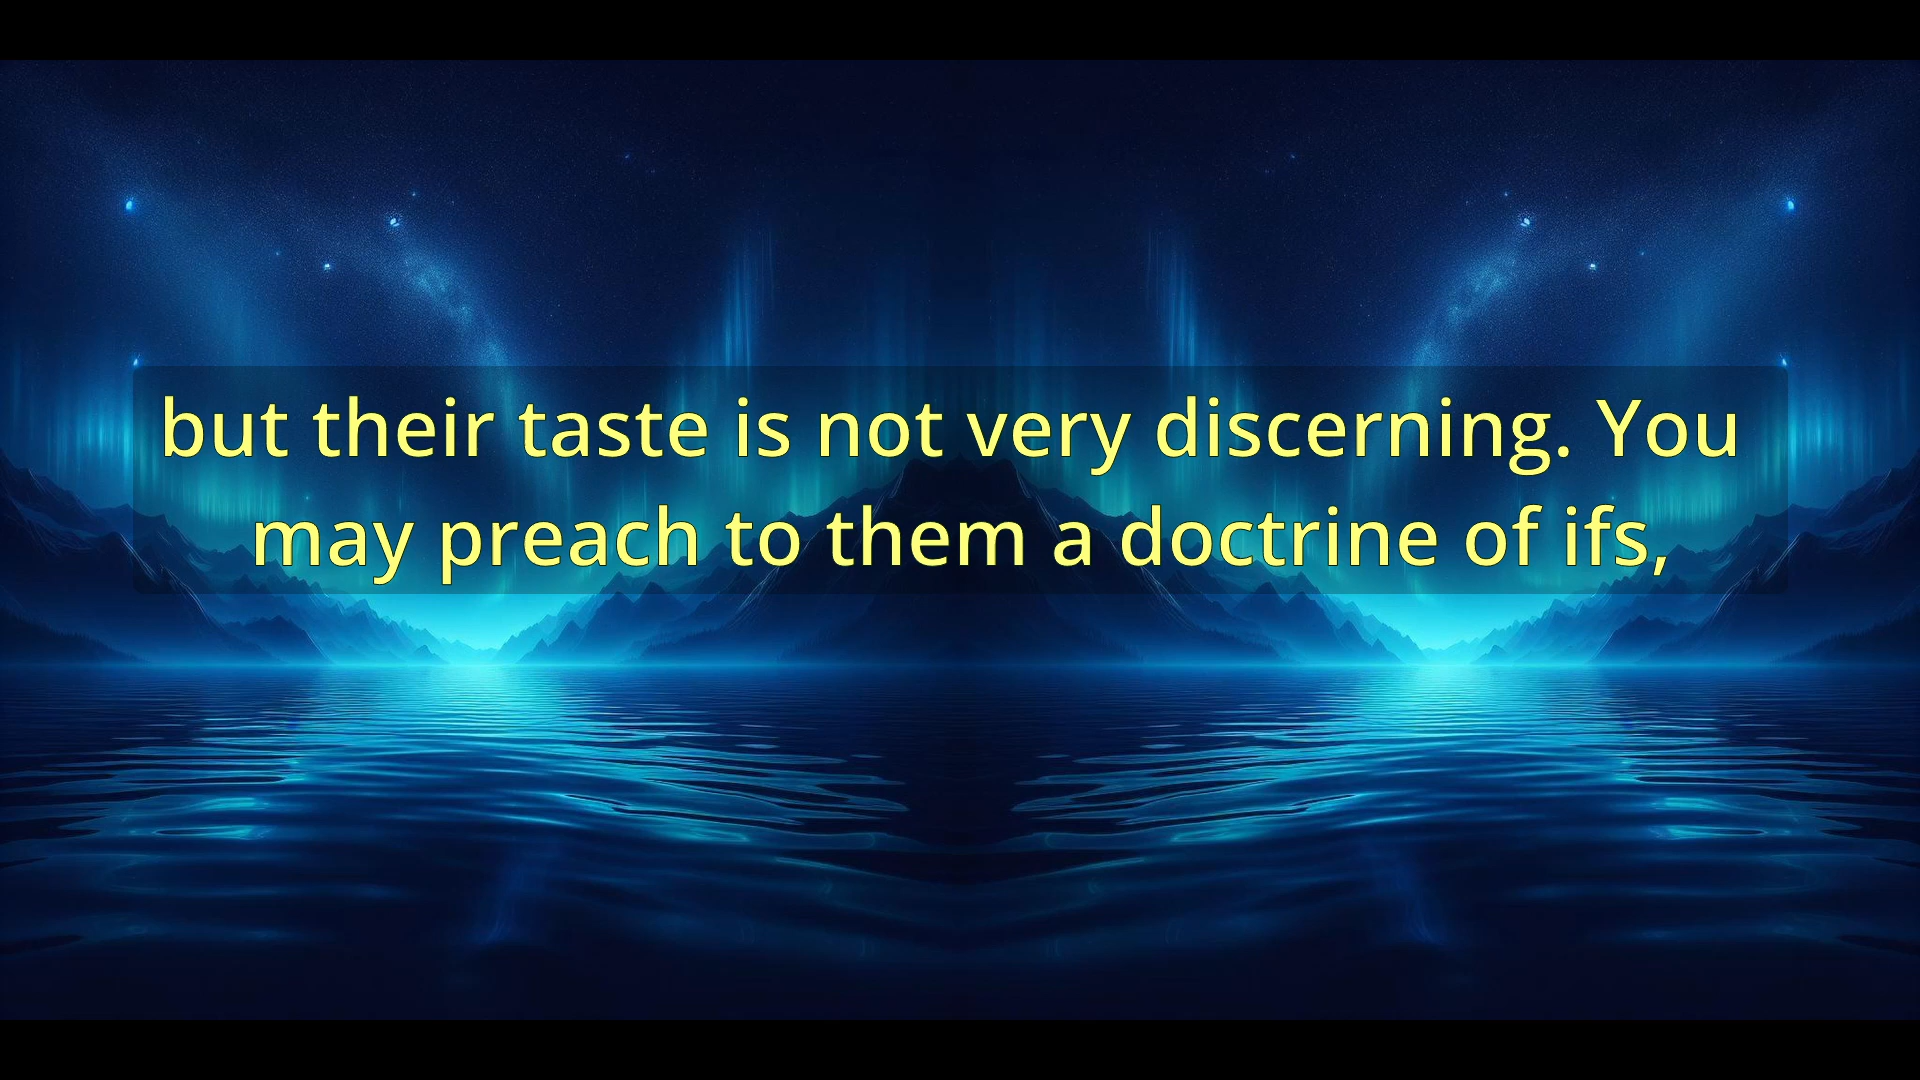 but their taste is not very discerning. You
may preach to them a doctrine of ifs,